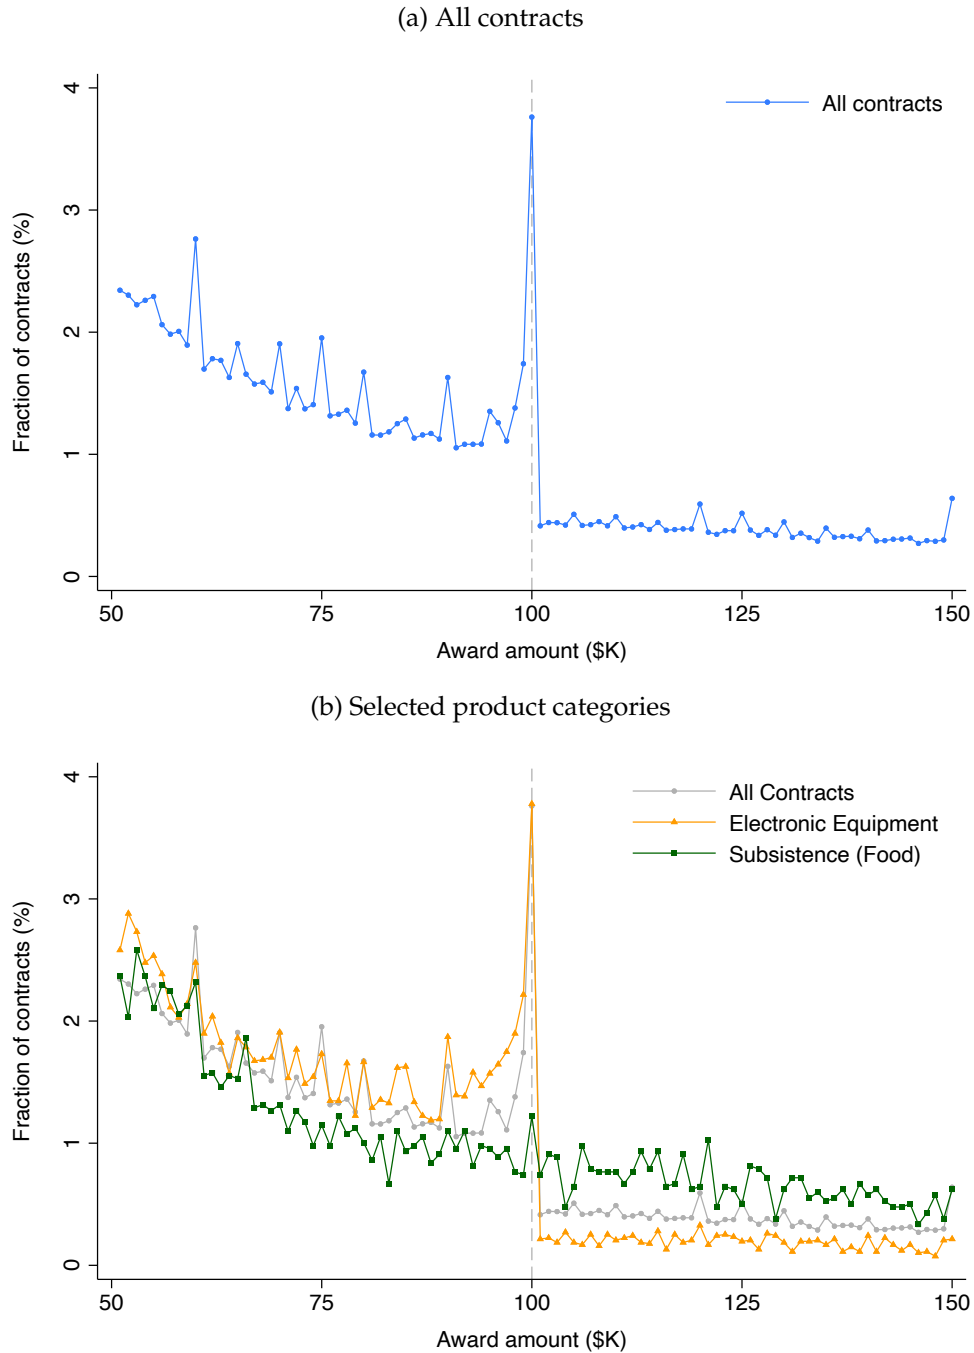 (a) All contracts
All contracts
4
3
2
1
0
Fraction of contracts (%)
50 75 100 125 150
Award amount ($K)
(b) Selected product categories
All Contracts
Electronic Equipment
Subsistence (Food)
4
3
2
1
0
Fraction of contracts (%)
50 75 100 125 150
Award amount ($K)